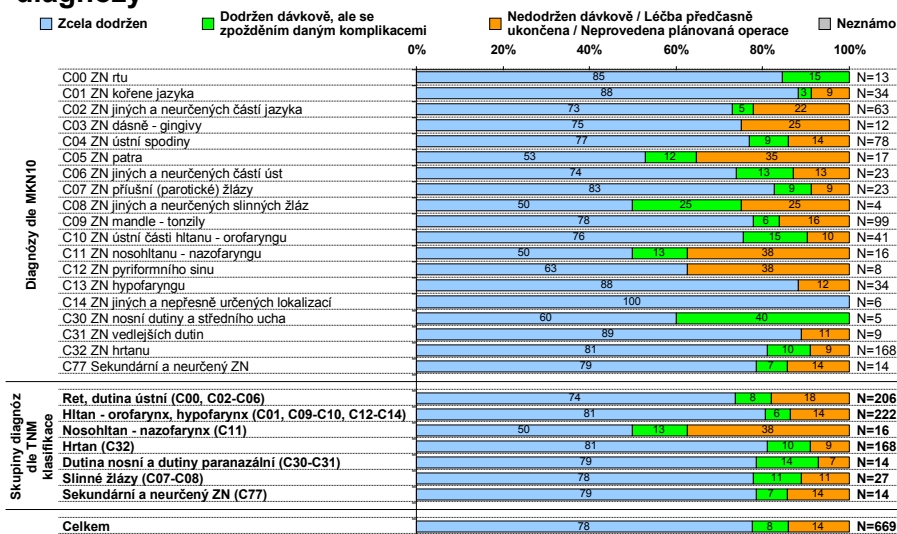 diagnózy
Zcela dodržen
Dodržen dávkově, ale se
zpožděním daným komplikacemi
Nedodržen dávkově / Léčba předčasně
ukončena / Neprovedena plánovaná operace
Neznámo
0% 20% 40% 60% 80% 100%
Diagnózy dle MKN10
C00 ZN rtu 85 15 N=13
C01 ZN kořene jazyka 88 3 9 N=34
C02 ZN jiných a neurčených částí jazyka 73 5 22 N=63
C03 ZN dásně - gingivy 75 25 N=12
C04 ZN ústní spodiny 77 9 14 N=78
C05 ZN patra 53 12 35 N=17
C06 ZN jiných a neurčených částí úst 74 13 13 N=23
C07 ZN příušní (parotické) žlázy 83 9 9 N=23
C08 ZN jiných a neurčených slinných žláz 50 25 25 N=4
C09 ZN mandle - tonzily 78 6 16 N=99
C10 ZN ústní části hltanu - orofaryngu 76 15 10 N=41
C11 ZN nosohltanu - nazofaryngu 50 13 38 N=16
C12 ZN pyriformního sinu 63 38 N=8
C13 ZN hypofaryngu 88 12 N=34
C14 ZN jiných a nepřesně určených lokalizací 100 N=6
C30 ZN nosní dutiny a středního ucha 60 40 N=5
C31 ZN vedlejších dutin 89 11 N=9
C32 ZN hrtanu 81 10 9 N=168
C77 Sekundární a neurčený ZN 79 7 14 N=14
Skupiny diagnóz
dle TNM
klasifikace
Ret, dutina ústní (C00, C02-C06) 74 8 18 N=206
Hltan - orofarynx, hypofarynx (C01, C09-C10, C12-C14) 81 6 14 N=222
Nosohltan - nazofarynx (C11) 50 13 38 N=16
Hrtan (C32) 81 10 9 N=168
Dutina nosní a dutiny paranazální (C30-C31) 79 14 7 N=14
Slinné žlázy (C07-C08) 78 11 11 N=27
Sekundární a neurčený ZN (C77) 79 7 14 N=14
Celkem 78 8 14 N=669